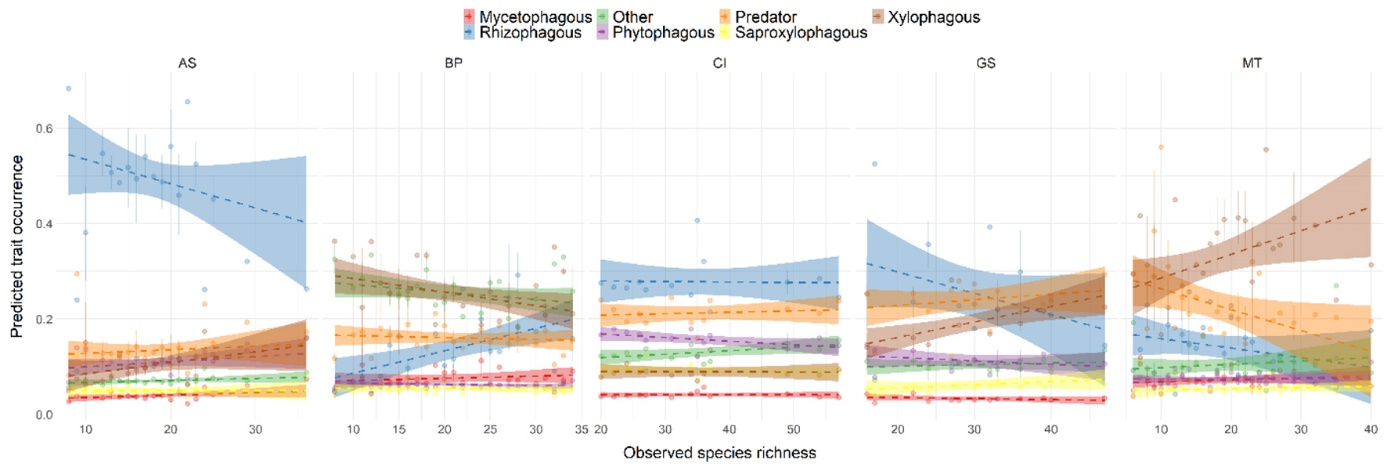 Mycetophagous Other Predator Xylophagous
Rhizophagous Phytophagous Saproxylophagous
AS BP CI GS MT
0.6
0.4
0.2
0.0
10 20 30 10 15 20 25 30 35 20 30 40 50 20 30 40 10 20 30 40
Predicted trait occurrence
Observed species richness